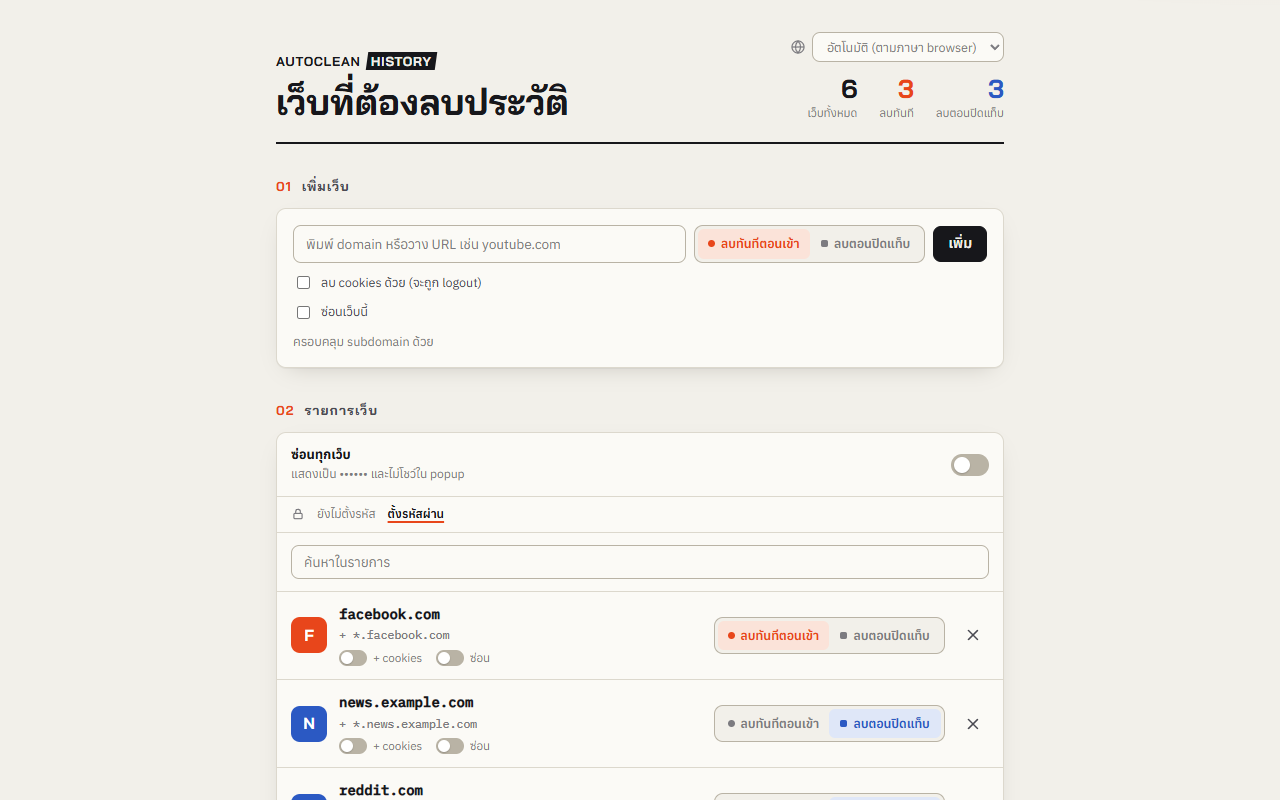 AUTOCLEAN HISTORY
เว็บที่ต้องลบประวัติ
อัตโนมัติ (ตามภาษา browser)
6 3 3
เว็บทั้งหมด ลบทันที ลบตอนปิดแท็บ
01 เพิ่มเว็บ
พิมพ์ domain หรือวาง URL เช่น youtube.com ลบทันทีตอนเข้า ลบตอนปิดแท็บ เพิ่ม
ลบ cookies ด้วย (จะถูก logout)
ซ่อนเว็บนี้
ครอบคลุม subdomain ด้วย
02 รายการเว็บ
ซ่อนทุกเว็บ
แสดงเป็น •••••• และไม่โชว์ใน popup
ยังไม่ตั้งรหัส ตั้งรหัสผ่าน
ค้นหาในรายการ
F facebook.com
+ *.facebook.com
+ cookies ซ่อน
ลบทันทีตอนเข้า ลบตอนปิดแท็บ
N news.example.com
+ *.news.example.com
+ cookies ซ่อน
ลบทันทีตอนเข้า ลบตอนปิดแท็บ
reddit.com